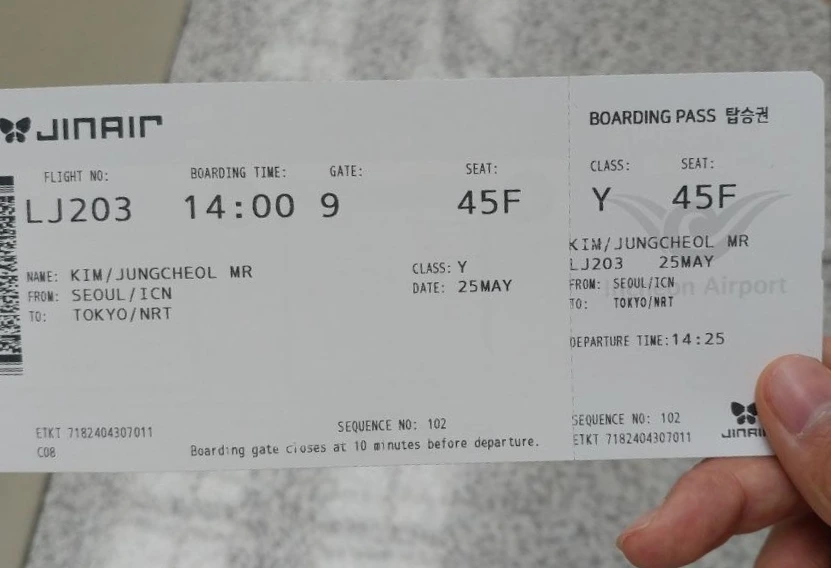 JINAIR
FLIGHT NO: BOARDING TIME: GATE: SEAT:
LJ203 14:00 9 45F
NAME: KIM/JUNGCHEOL MR
FROM: SEOUL/ICN
TO: TOKYO/NRT
CLASS: Y
DATE: 25MAY
ETKT 7182404307011
C08
SEQUENCE NO: 102
Boarding gate closes at 10 minutes before departure.
BOARDING PASS 탑승권
CLASS: SEAT:
Y 45F
KIM/JUNGCHEOL MR
LJ203 25MAY
FROM: SEOUL/ICN
TO: TOKYO/NRT
Incheon Airport
DEPARTURE TIME:14:25
SEQUENCE NO: 102
ETKT 7182404307011
JINAIR